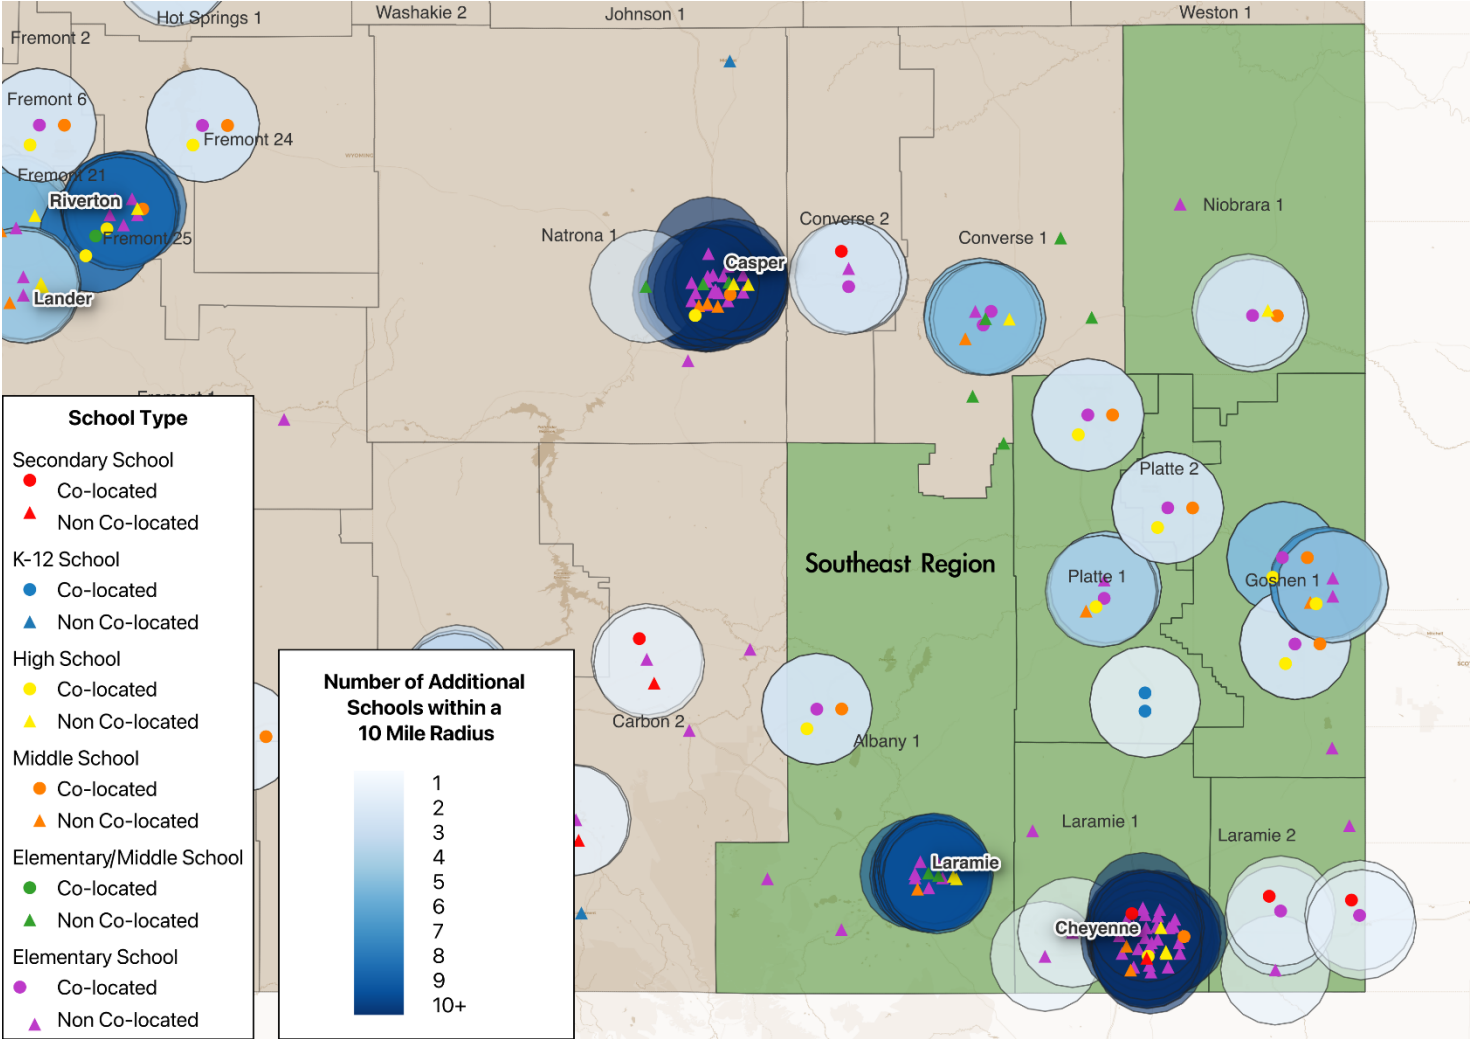 Hot Springs 1
Washakie 2
Johnson 1
Weston 1
Fremont 2
Fremont 6
Fremont 24
WYOMING
Fremont 21
Riverton
Fremont 25
Lander
Natrona 1
Casper
Converse 2
Converse 1
Niobrara 1
Fremont 1
Platte 2
Southeast Region
Platte 1
Goshen 1
Carbon 2
Albany 1
Laramie
Laramie 1
Laramie 2
Cheyenne
School Type
Secondary School
Co-located
Non Co-located
K-12 School
Co-located
Non Co-located
High School
Co-located
Non Co-located
Middle School
Co-located
Non Co-located
Elementary/Middle School
Co-located
Non Co-located
Elementary School
Co-located
Non Co-located
Number of Additional
Schools within a
10 Mile Radius
1
2
3
4
5
6
7
8
9
10+